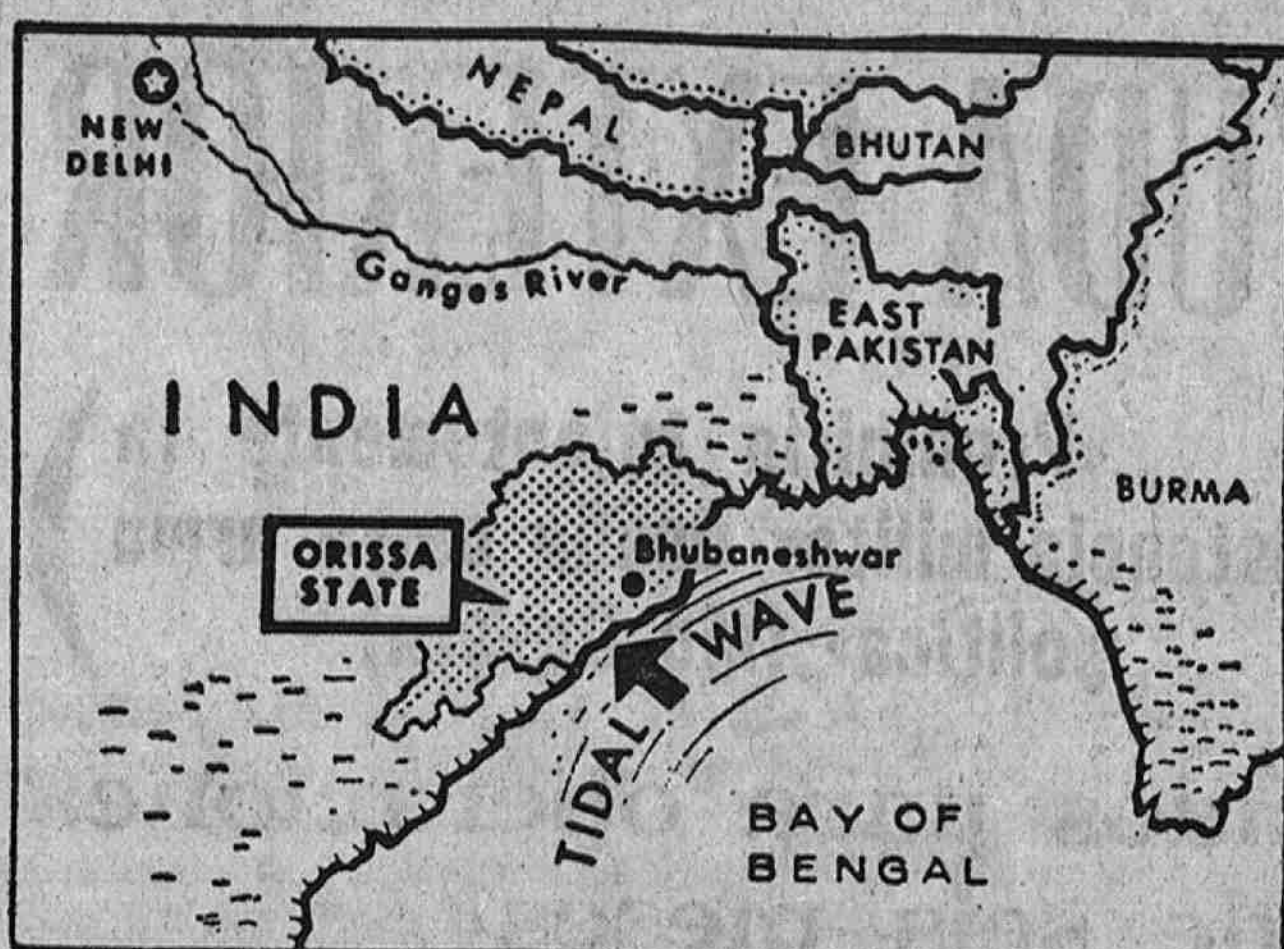 NEW
DELHI
NEPAL
BHUTAN
Ganges River
EAST
PAKISTAN
INDIA
BURMA
ORISSA
STATE
Bhubaneshwar
TIDAL WAVE
BAY OF
BENGAL